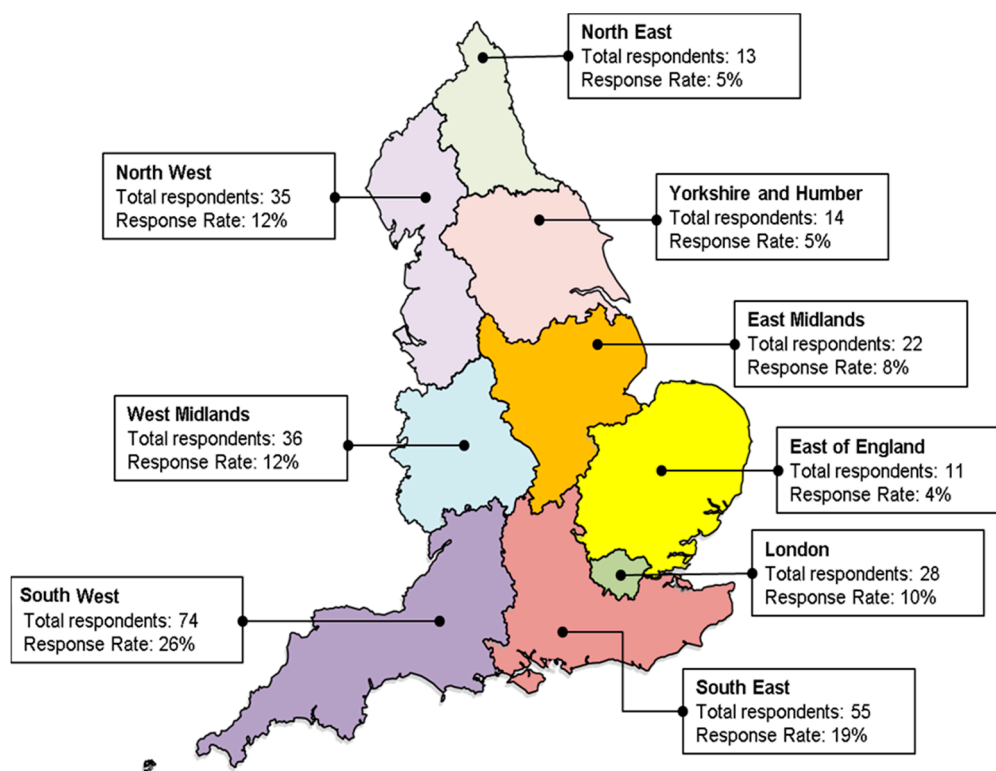 North East
Total respondents: 13
Response Rate: 5%
North West
Total respondents: 35
Response Rate: 12%
Yorkshire and Humber
Total respondents: 14
Response Rate: 5%
East Midlands
Total respondents: 22
Response Rate: 8%
West Midlands
Total respondents: 36
Response Rate: 12%
East of England
Total respondents: 11
Response Rate: 4%
London
Total respondents: 28
Response Rate: 10%
South West
Total respondents: 74
Response Rate: 26%
South East
Total respondents: 55
Response Rate: 19%